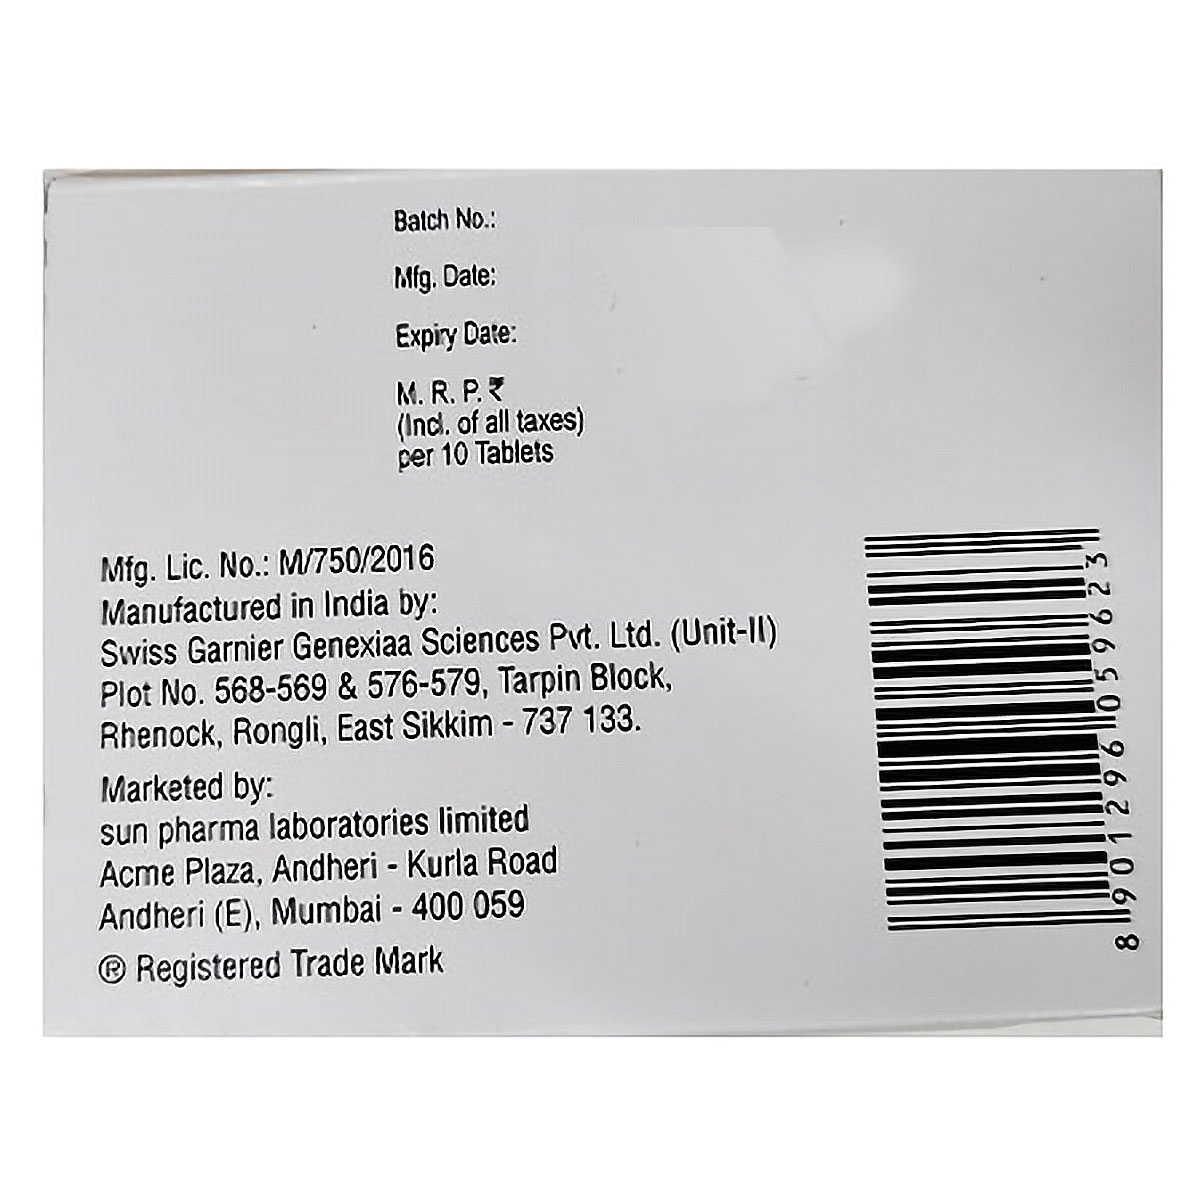 Batch No.:
Mfg. Date:
Expiry Date:
M. R. P. ₹
(Incl. of all taxes)
per 10 Tablets
Mfg. Lic. No.: M/750/2016
Manufactured in India by:
Swiss Garnier Genexiaa Sciences Pvt. Ltd. (Unit-II)
Plot No. 568-569 & 576-579, Tarpin Block,
Rhenock, Rongli, East Sikkim - 737 133.
Marketed by:
sun pharma laboratories limited
Acme Plaza, Andheri - Kurla Road
Andheri (E), Mumbai - 400 059
® Registered Trade Mark
8 901296 059623